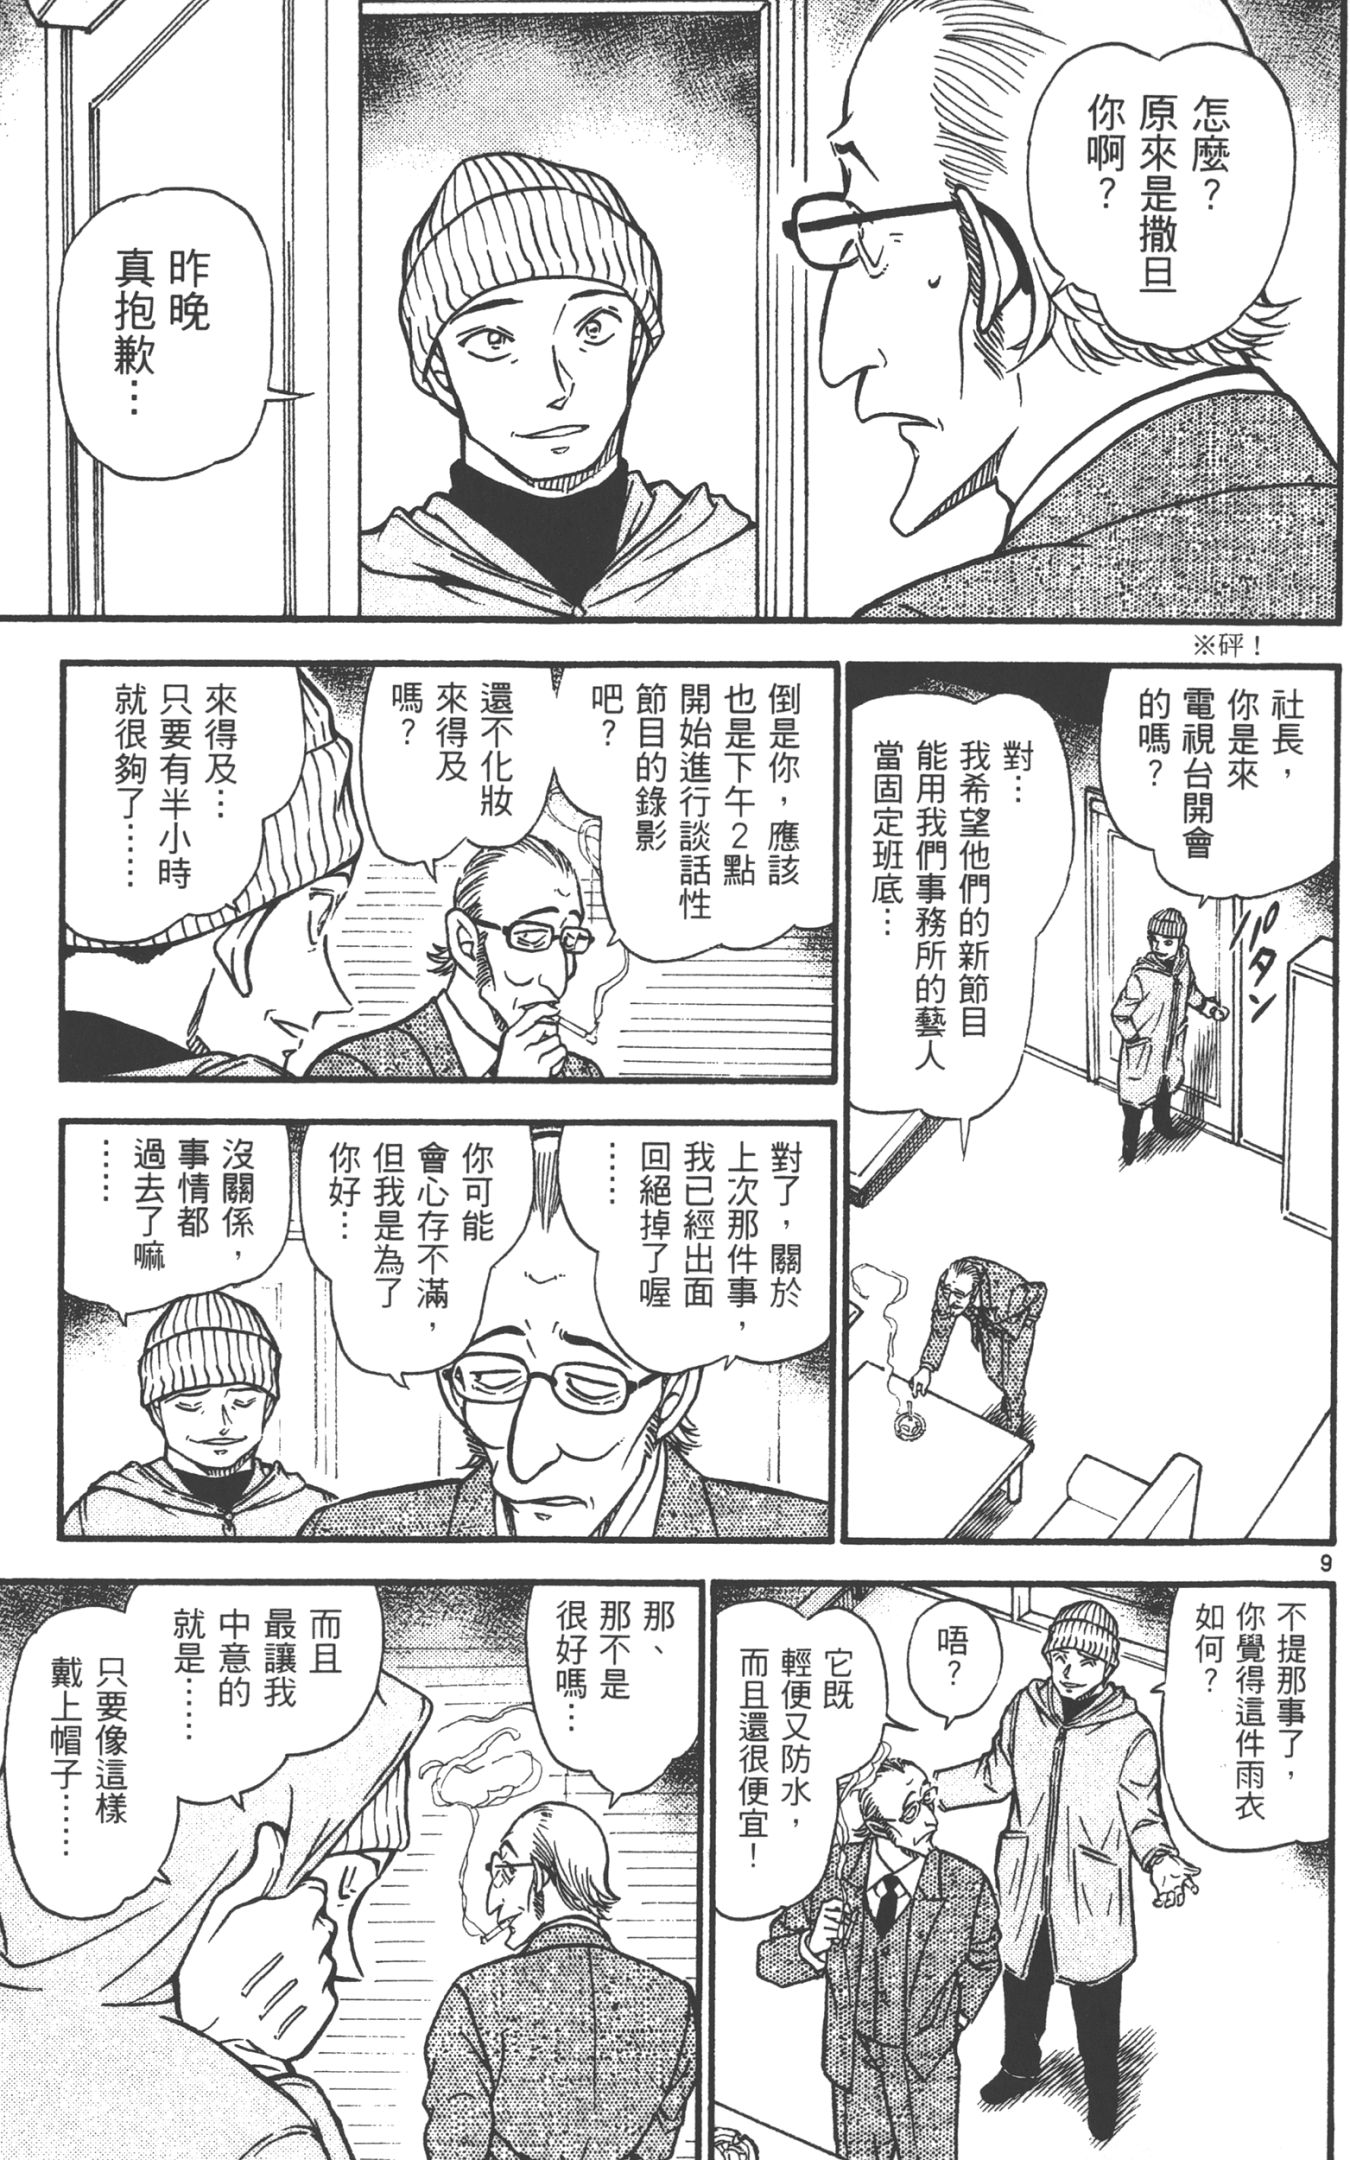 怎麼？
原來是撒旦
你啊？
昨晚
真抱歉…
※砰！
社長，
你是來
電視台開會
的嗎？
パタン
對…
我希望他們的新節目
能用我們事務所的藝人
當固定班底…
倒是你，應該
也是下午2點
開始進行談話性
節目的錄影
吧？
還不化妝
來得及
嗎？
來得及…
只要有半小時
就很夠了……
對了，關於
上次那件事，
我已經出面
回絕掉了喔
……
你可能
會心存不滿，
但我是為了
你好…
沒關係，
事情都
過去了嘛
……
9
不提那事了，
你覺得這件雨衣
如何？
唔？
它既
輕便又防水，
而且還很便宜！
那、
那不是
很好嗎…
而且
最讓我
中意的
就是……
只要像這樣
戴上帽子……